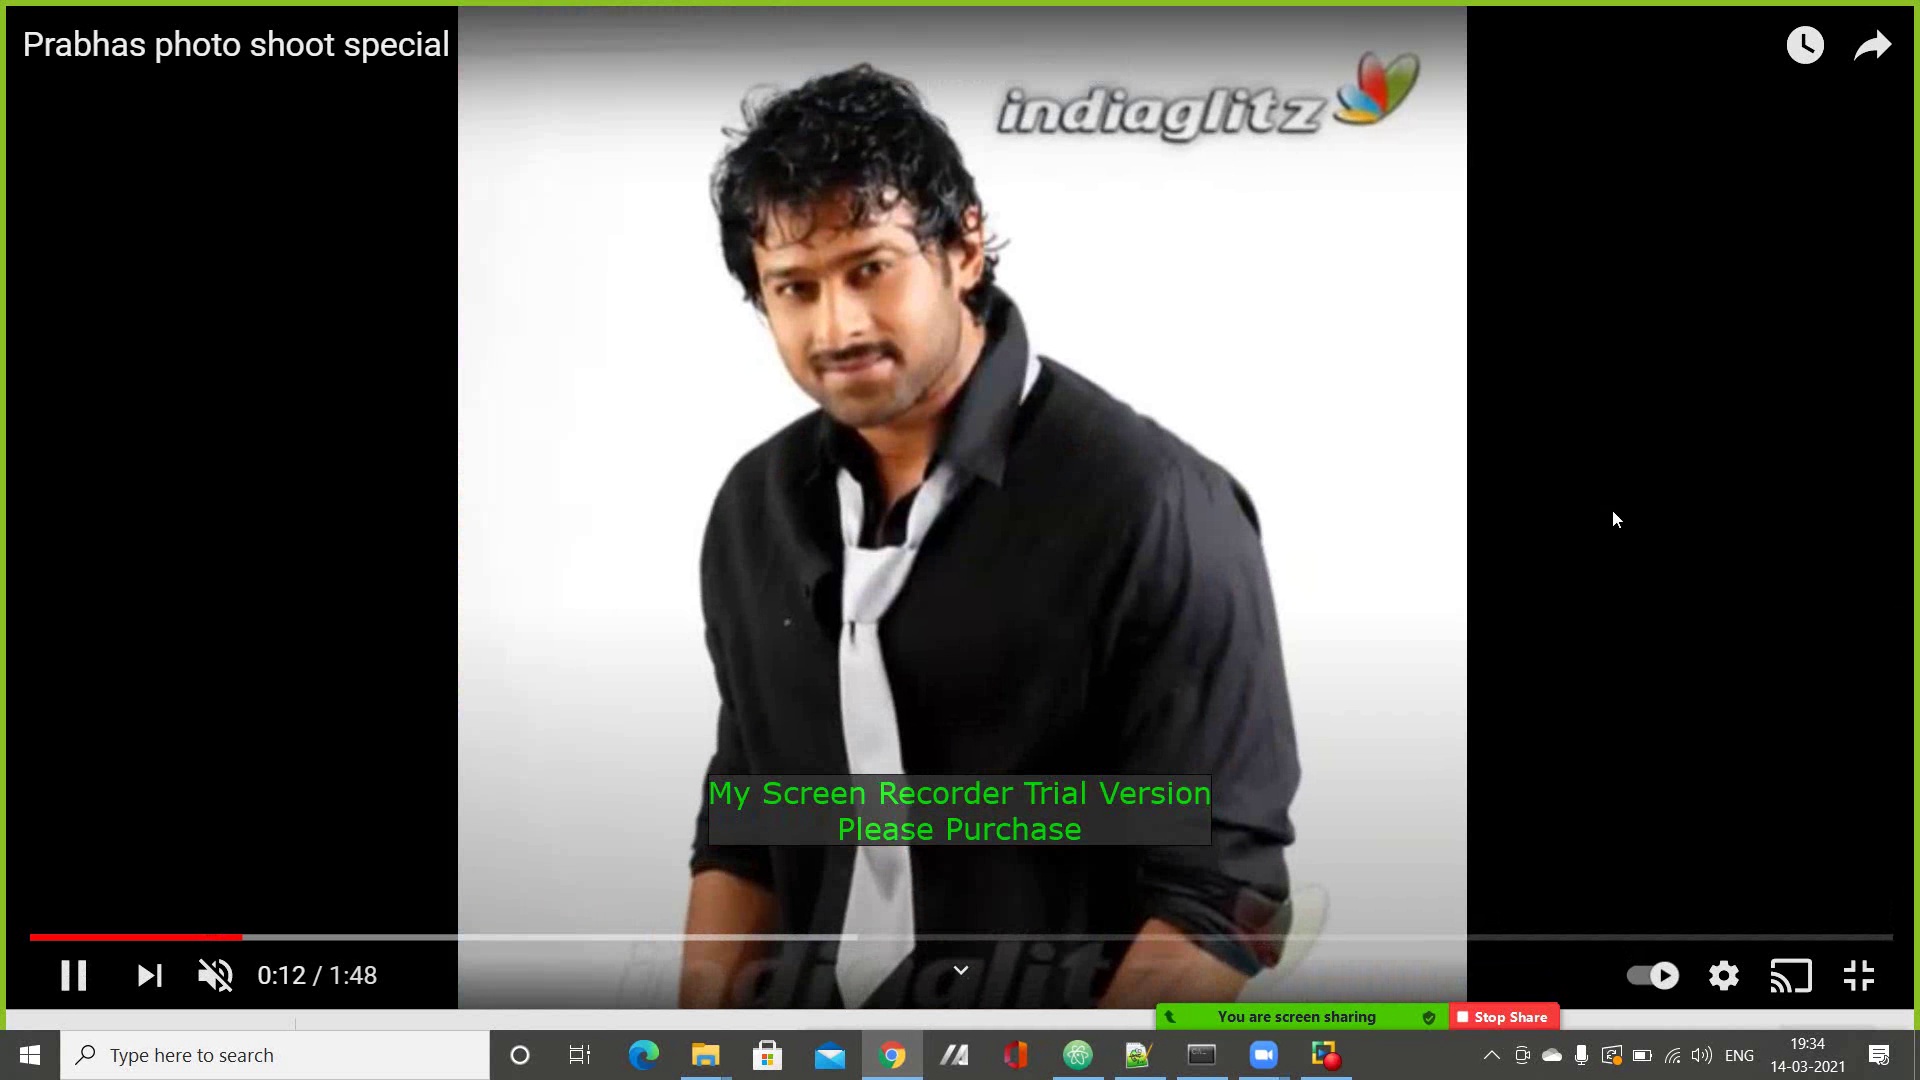 Prabhas photo shoot special
indiaglitz
My Screen Recorder Trial Version
Please Purchase
indiaglitz
0:12 / 1:48
You are screen sharing
Stop Share
Type here to search
ENG
19:34
14-03-2021